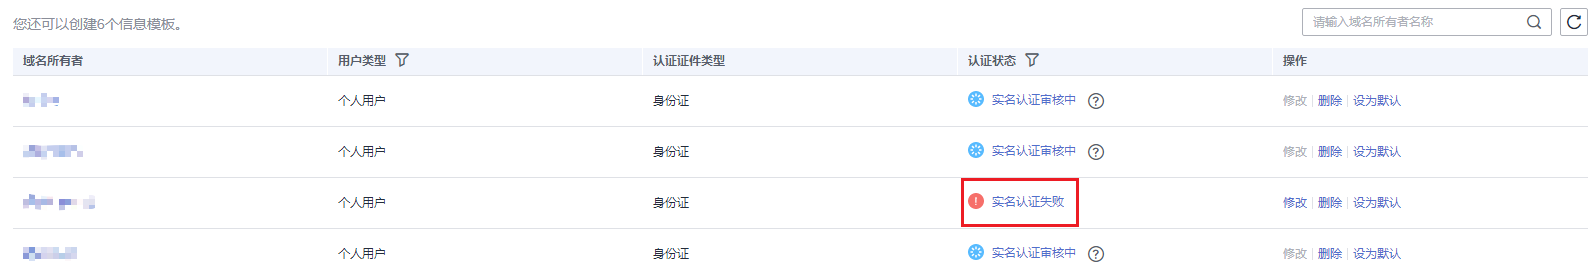 您还可以创建6个信息模板。 请输入域名所有者名称
域名所有者 用户类型 认证证件类型 认证状态 操作
个人用户 身份证 实名认证审核中 ? 修改 | 删除 | 设为默认
个人用户 身份证 实名认证审核中 ? 修改 | 删除 | 设为默认
个人用户 身份证 ! 实名认证失败 修改 | 删除 | 设为默认
个人用户 身份证 实名认证审核中 ? 修改 | 删除 | 设为默认